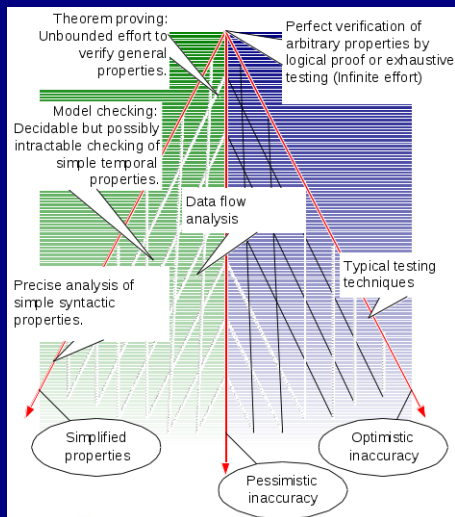 Theorem proving:
Unbounded effort to
verify general
properties.
Perfect verification of
arbitrary properties by
logical proof or exhaustive
testing (Infinite effort)
Model checking:
Decidable but possibly
intractable checking of
simple temporal
properties.
Data flow
analysis
Typical testing
techniques
Precise analysis of
simple syntactic
properties.
Simplified
properties
Optimistic
inaccuracy
Pessimistic
inaccuracy